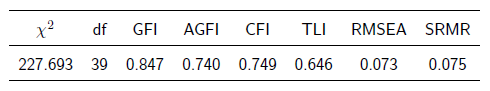 χ² df GFI AGFI CFI TLI RMSEA SRMR
227.693 39 0.847 0.740 0.749 0.646 0.073 0.075